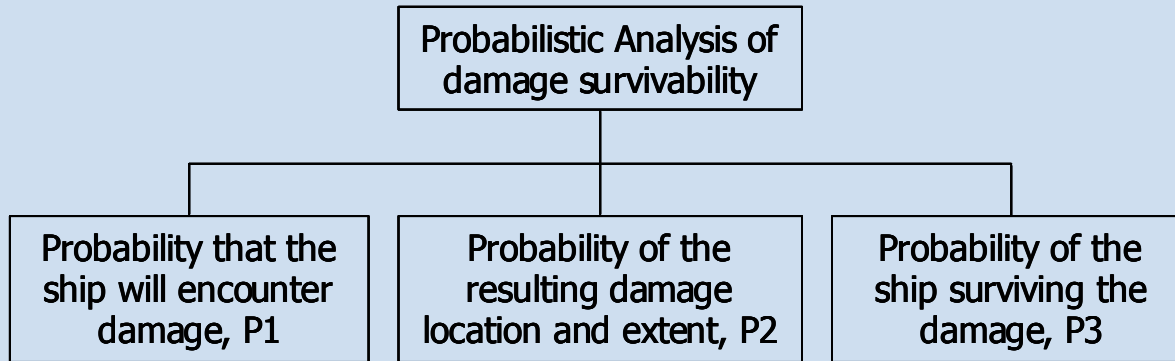 Probabilistic Analysis of
damage survivability
Probability that the
ship will encounter
damage, P1
Probability of the
resulting damage
location and extent, P2
Probability of the
ship surviving the
damage, P3